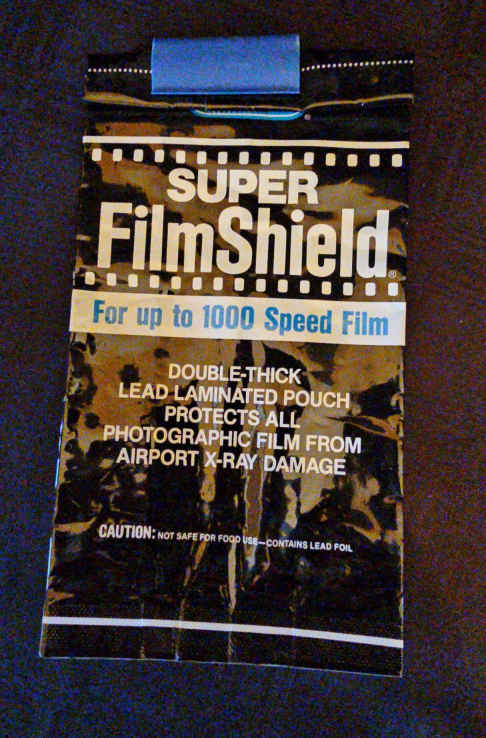 SUPER
FilmShield®
For up to 1000 Speed Film
DOUBLE-THICK
LEAD LAMINATED POUCH
PROTECTS ALL
PHOTOGRAPHIC FILM FROM
AIRPORT X-RAY DAMAGE
CAUTION: NOT SAFE FOR FOOD USE—CONTAINS LEAD FOIL